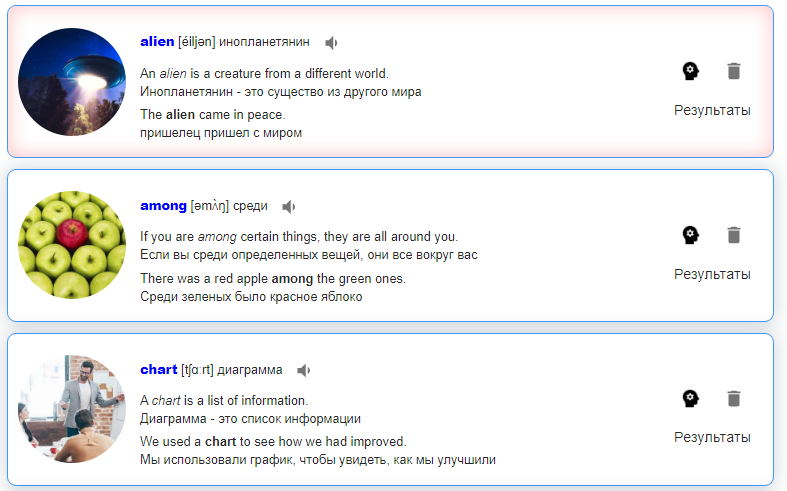 alien [éiljən] инопланетянин
An alien is a creature from a different world.
Инопланетянин - это существо из другого мира
The alien came in peace.
пришелец пришел с миром
Результаты
among [əmʌ̀ŋ] среди
If you are among certain things, they are all around you.
Если вы среди определенных вещей, они все вокруг вас
There was a red apple among the green ones.
Среди зеленых было красное яблоко
Результаты
chart [tʃɑːrt] диаграмма
A chart is a list of information.
Диаграмма - это список информации
We used a chart to see how we had improved.
Мы использовали график, чтобы увидеть, как мы улучшили
Результаты